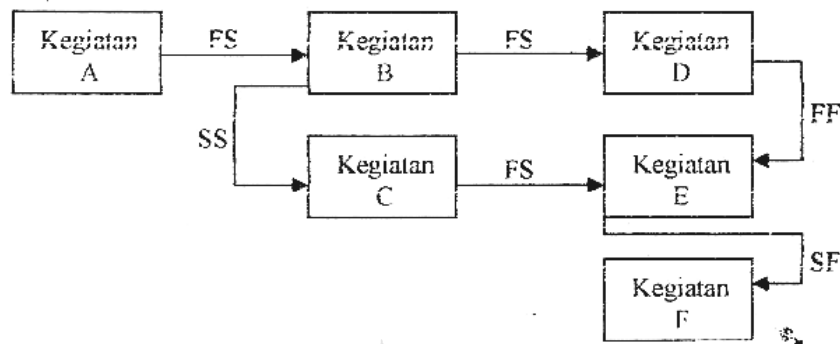 Kegiatan
A
FS
Kegiatan
B
FS
Kegiatan
D
FF
SS
Kegiatan
C
FS
Kegiatan
E
SF
Kegiatan
F